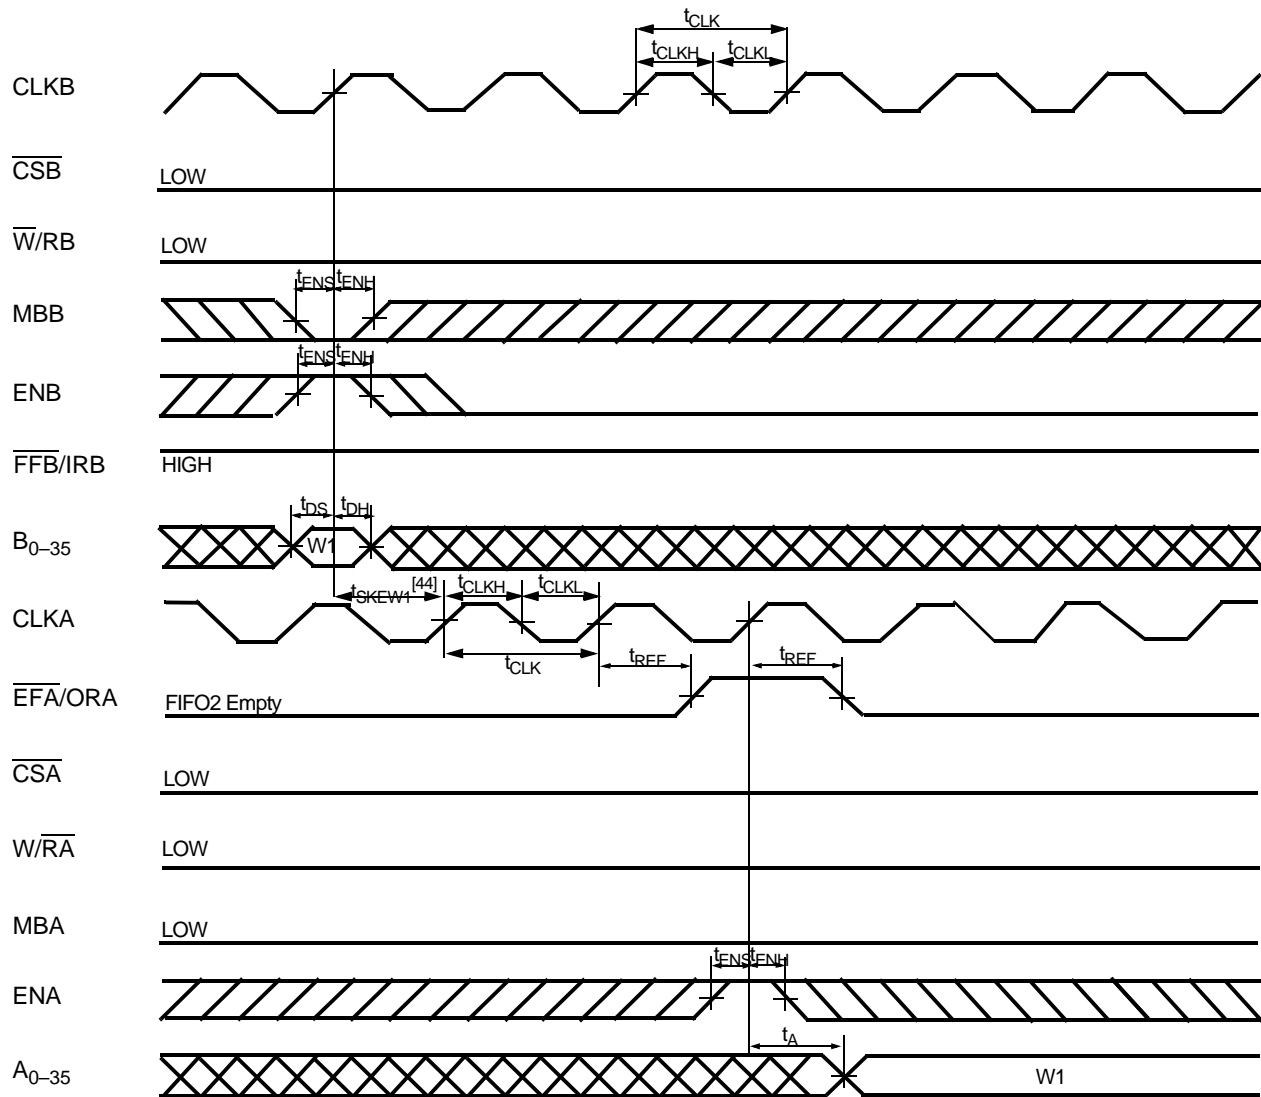 tCLK
tCLKH tCLKL
CLKB
CSB LOW
W/RB LOW
tENS tENH
MBB
tENS tENH
ENB
FFB/IRB HIGH
tDS tDH
B0–35 W1
tSKEW1[44] tCLKH tCLKL
CLKA
tCLK tREF tREF
EFA/ORA FIFO2 Empty
CSA LOW
W/RA LOW
MBA LOW
tENS tENH
ENA
tA
A0–35 W1